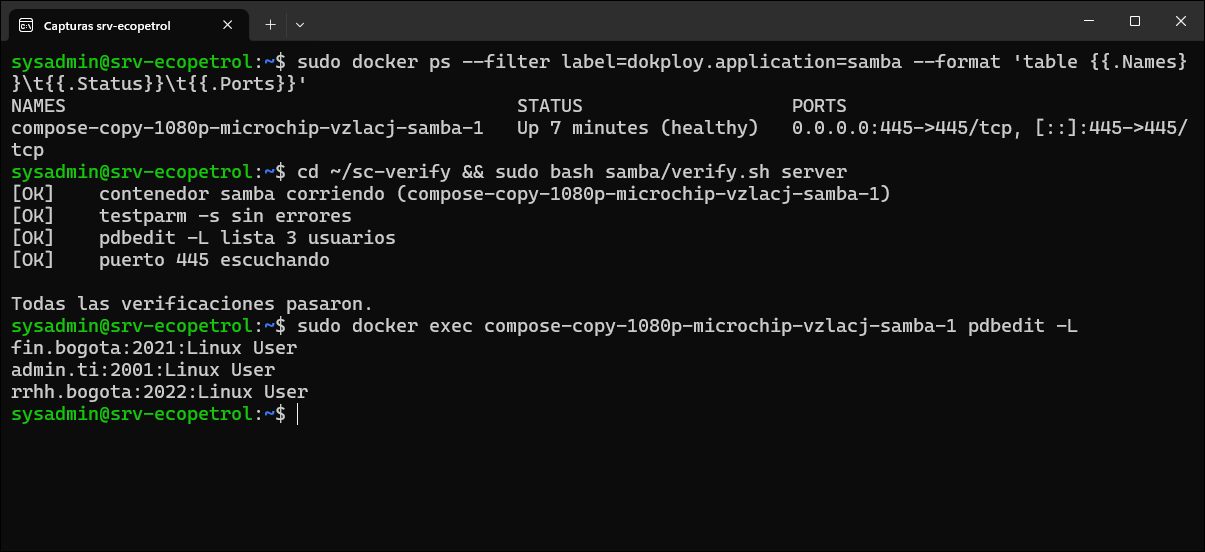 Capturas srv-ecopetrol
sysadmin@srv-ecopetrol:~$ sudo docker ps --filter label=dokploy.application=samba --format 'table {{.Names}
}\t{{.Status}}\t{{.Ports}}'
NAMES STATUS PORTS
compose-copy-1080p-microchip-vzlacj-samba-1 Up 7 minutes (healthy) 0.0.0.0:445->445/tcp, [::]:445->445/
tcp
sysadmin@srv-ecopetrol:~$ cd ~/sc-verify && sudo bash samba/verify.sh server
[OK] contenedor samba corriendo (compose-copy-1080p-microchip-vzlacj-samba-1)
[OK] testparm -s sin errores
[OK] pdbedit -L lista 3 usuarios
[OK] puerto 445 escuchando
Todas las verificaciones pasaron.
sysadmin@srv-ecopetrol:~$ sudo docker exec compose-copy-1080p-microchip-vzlacj-samba-1 pdbedit -L
fin.bogota:2021:Linux User
admin.ti:2001:Linux User
rrhh.bogota:2022:Linux User
sysadmin@srv-ecopetrol:~$